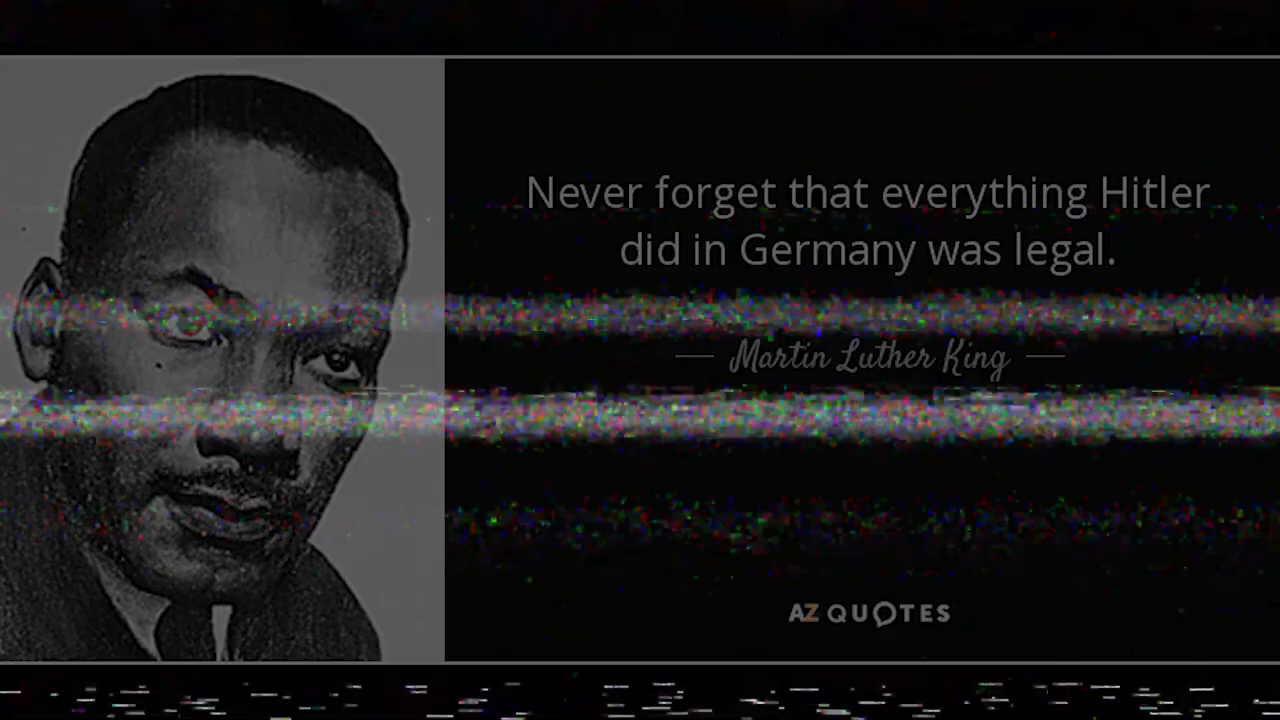 Never forget that everything Hitler
did in Germany was legal.
Martin Luther King
AZ QUOTES